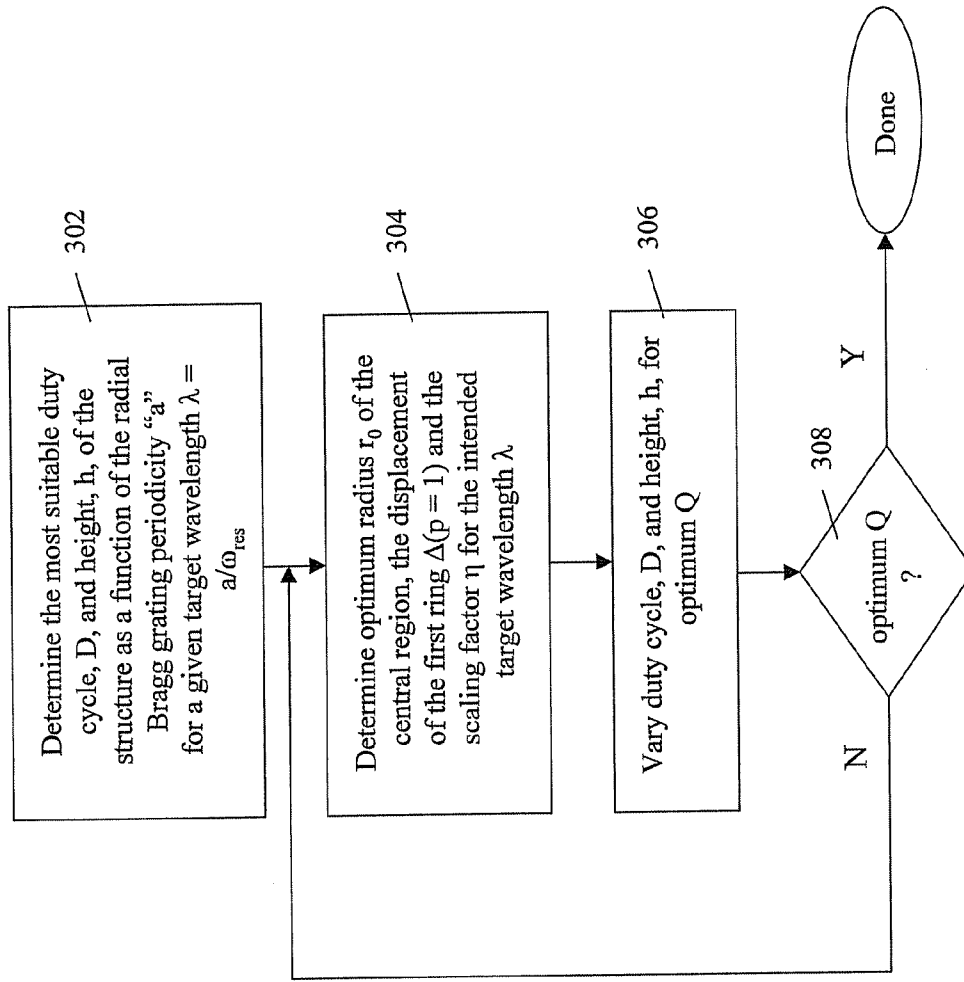 302
Determine the most suitable duty
cycle, D, and height, h, of the
structure as a function of the radial
Bragg grating periodicity “a”
for a given target wavelength λ =
a/ω_res
304
Determine optimum radius r₀ of the
central region, the displacement
of the first ring Δ(p = 1) and the
scaling factor η for the intended
target wavelength λ
306
Vary duty cycle, D, and height, h, for
optimum Q
308
optimum Q
?
N
Y
Done